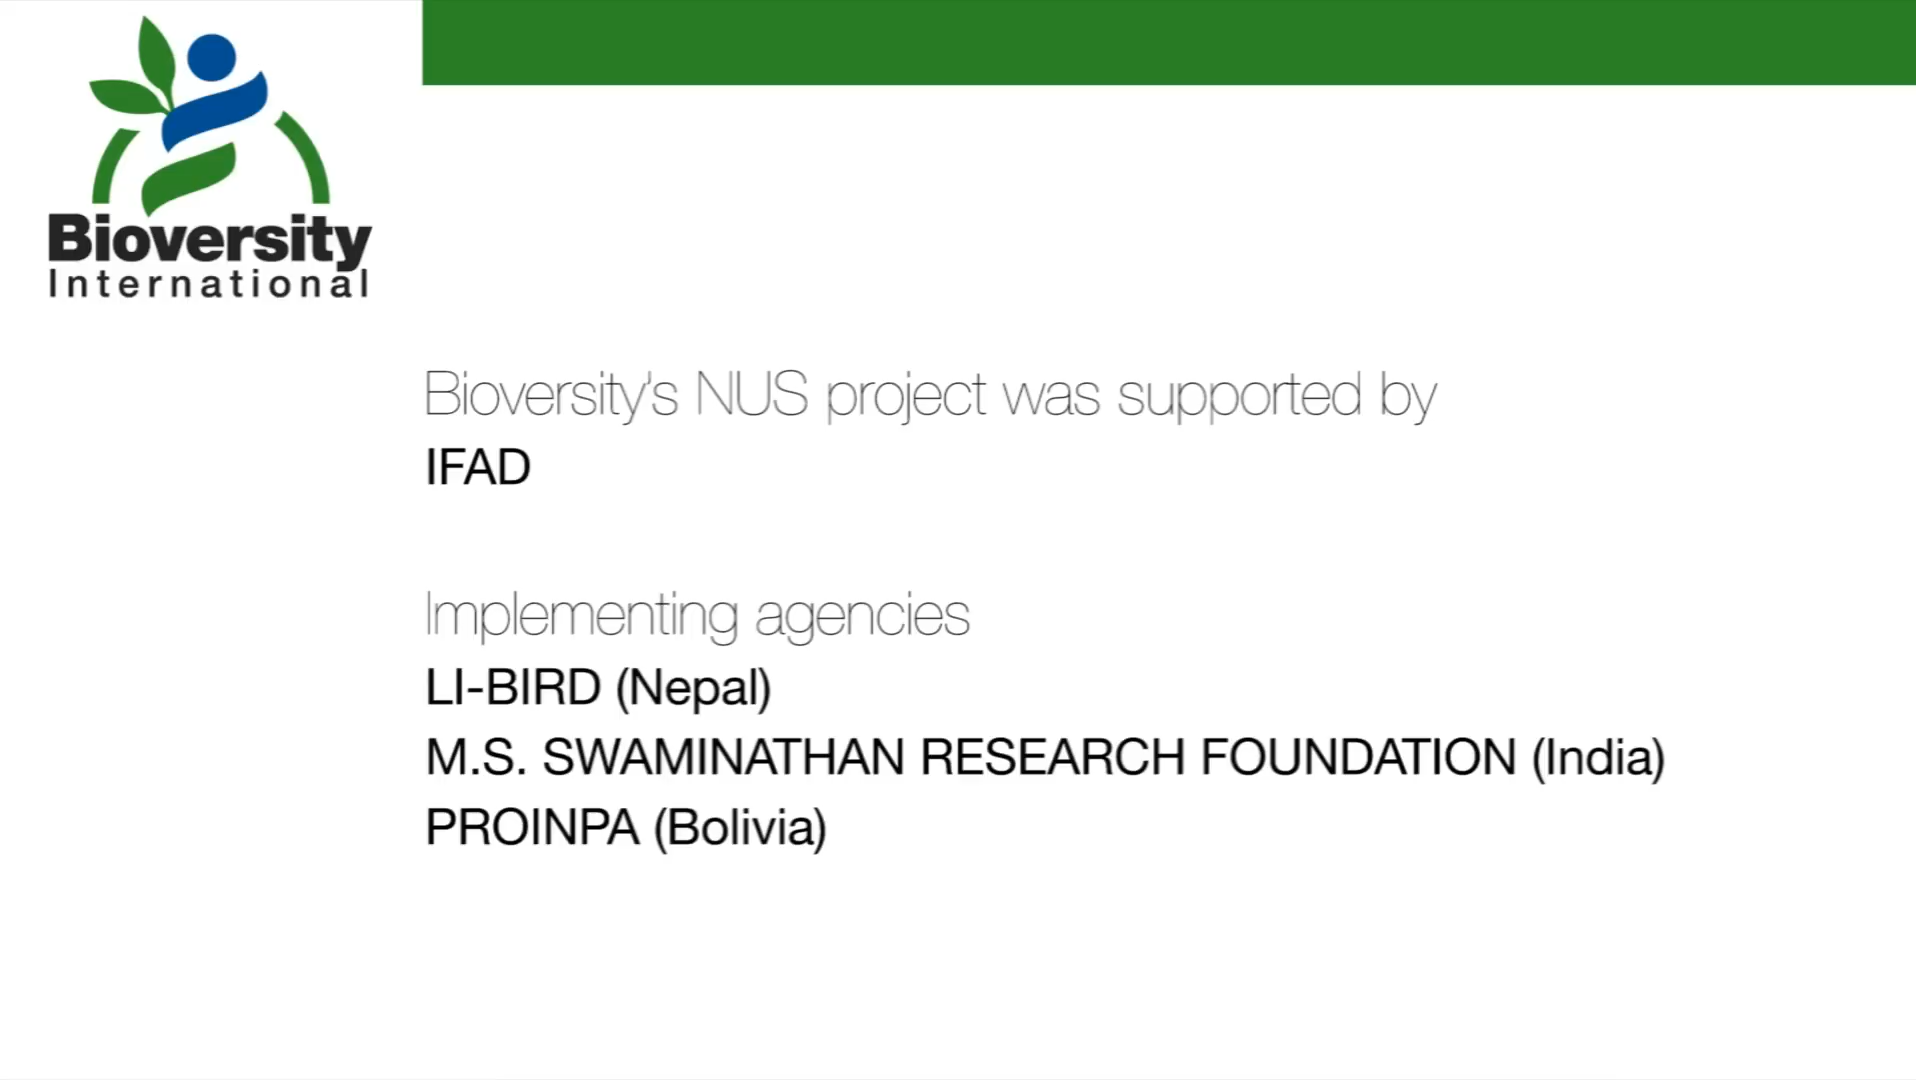 Bioversity
International
Bioversity's NUS project was supported by
IFAD
Implementing agencies
LI-BIRD (Nepal)
M.S. SWAMINATHAN RESEARCH FOUNDATION (India)
PROINPA (Bolivia)